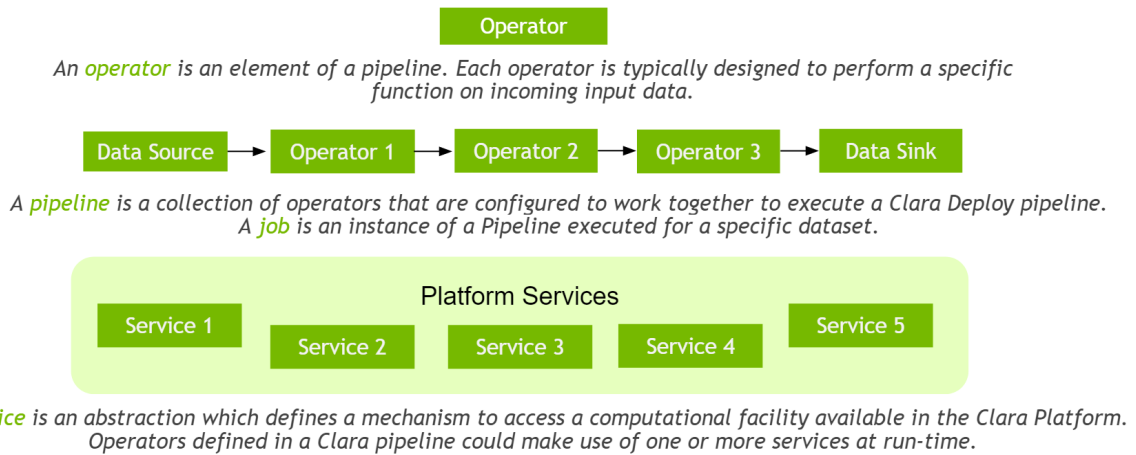 Operator
An operator is an element of a pipeline. Each operator is typically designed to perform a specific
function on incoming input data.
Data Source Operator 1 Operator 2 Operator 3 Data Sink
A pipeline is a collection of operators that are configured to work together to execute a Clara Deploy pipeline.
A job is an instance of a Pipeline executed for a specific dataset.
Platform Services
Service 1 Service 2 Service 3 Service 4 Service 5
ice is an abstraction which defines a mechanism to access a computational facility available in the Clara Platform.
Operators defined in a Clara pipeline could make use of one or more services at run-time.